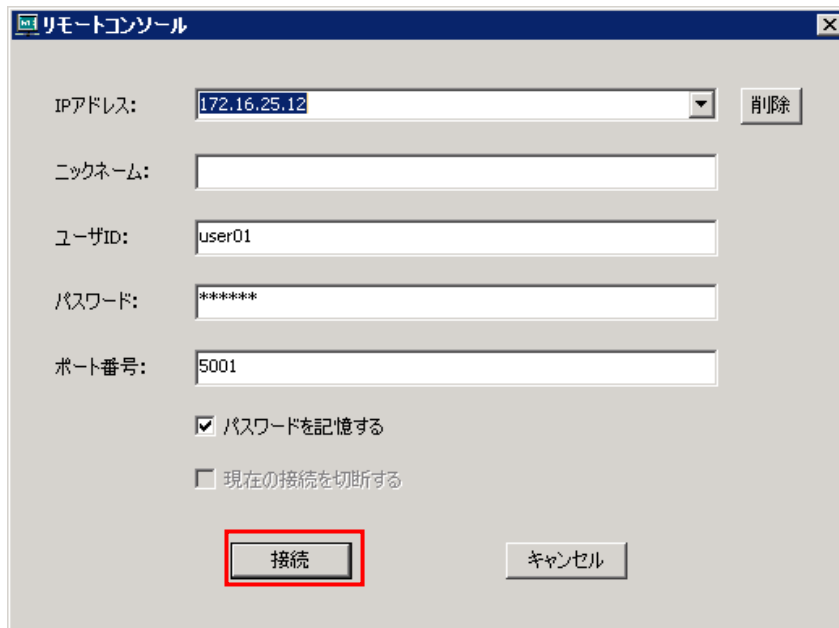 リモートコンソール
IPアドレス: 172.16.25.12 削除
ニックネーム:
ユーザID: user01
パスワード: ******
ポート番号: 5001
パスワードを記憶する
現在の接続を切断する
接続 キャンセル